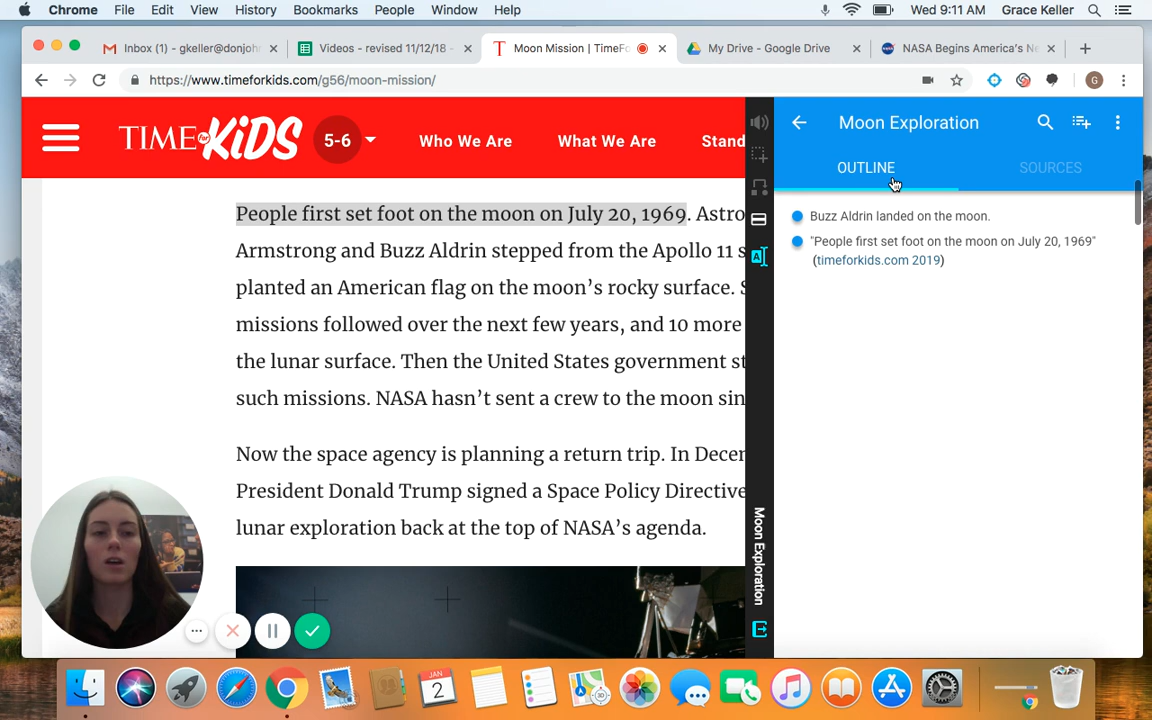 Chrome File Edit View History Bookmarks People Window Help Wed 9:11 AM Grace Keller
Inbox (1) - gkeller@donjohn
Videos - revised 11/12/18 -
Moon Mission | TimeFo
My Drive - Google Drive
NASA Begins America's Ne
https://www.timeforkids.com/g56/moon-mission/
G
TIME for KiDS
5-6
Who We Are
What We Are
Stand
People first set foot on the moon on July 20, 1969. Astro
Armstrong and Buzz Aldrin stepped from the Apollo 11 s
planted an American flag on the moon's rocky surface. S
missions followed over the next few years, and 10 more
the lunar surface. Then the United States government st
such missions. NASA hasn't sent a crew to the moon sin
Now the space agency is planning a return trip. In Decem
President Donald Trump signed a Space Policy Directive
lunar exploration back at the top of NASA's agenda.
Moon Exploration
Moon Exploration
OUTLINE
SOURCES
Buzz Aldrin landed on the moon.
"People first set foot on the moon on July 20, 1969"
(timeforkids.com 2019)
JAN
2